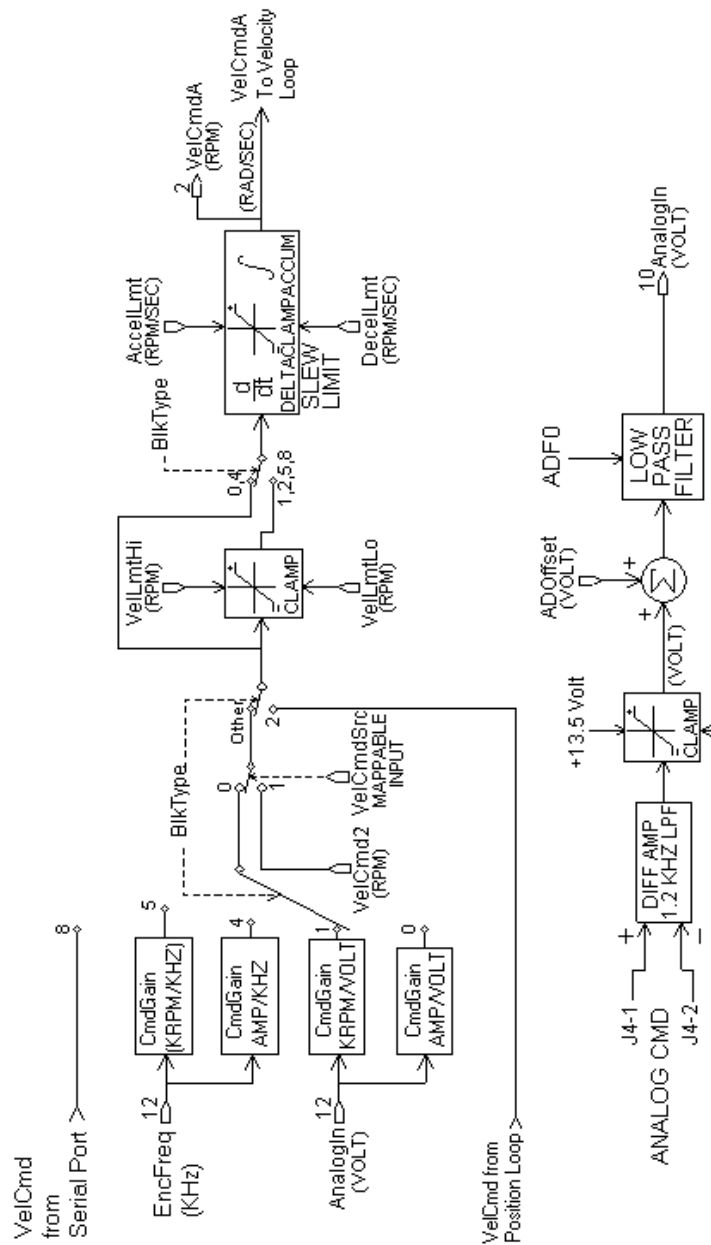 VelCmd
from
Serial Port
8
EncFreq
(KHz)
12
CmdGain
(KRPM/KHZ)
5
CmdGain
AMP/KHZ
4
AnalogIn
(VOLT)
12
CmdGain
KRPM/VOLT
1
CmdGain
AMP/VOLT
0
VelCmd from
Position Loop
BlkType
0
1
VelCmd2
(RPM)
VelCmdSrc
MAPPABLE
INPUT
Other
2
VelLmtHi
(RPM)
CLAMP
VelLmtLo
(RPM)
BlkType
0,4
1,2,5,8
AccelLmt
(RPM/SEC)
d
dt
DELTACLAMPACCUM
SLEW
LIMIT
DecelLmt
(RPM/SEC)
2
VelCmdA
(RPM)
(RAD/SEC)
VelCmdA
To Velocity
Loop
ANALOG CMD
J4-1
J4-2
+
−
DIFF AMP
1.2 KHZ LPF
+13.5 Volt
CLAMP
(VOLT)
ADOffset
(VOLT)
+
+
Σ
ADF0
LOW
PASS
FILTER
10
AnalogIn
(VOLT)